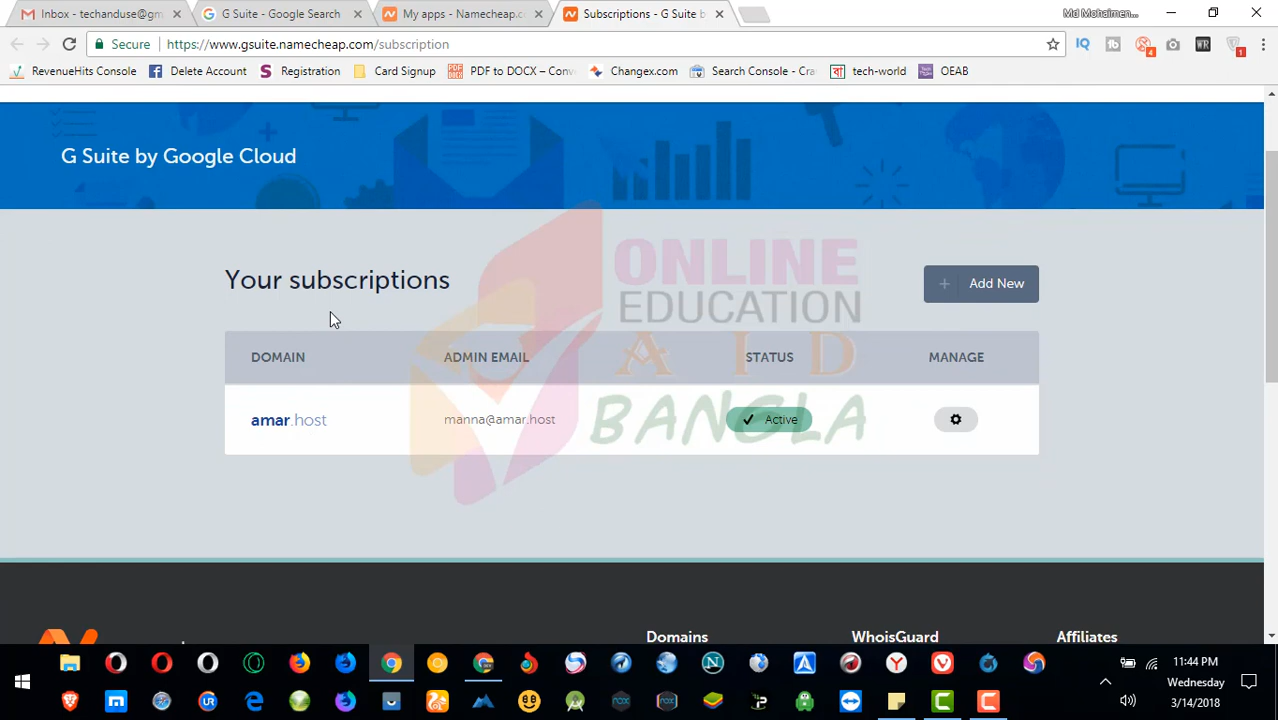 Inbox - techanduse@gm
G Suite - Google Search
My apps - Namecheap.c
Subscriptions - G Suite b
Md Mohaimen...
Secure
https://www.gsuite.namecheap.com/subscription
RevenueHits Console
Delete Account
Registration
Card Signup
PDF to DOCX – Conv
Changex.com
Search Console - Cra
tech-world
OEAB
G Suite by Google Cloud
Your subscriptions
Add New
ONLINE
EDUCATION
AID
BANGLA
DOMAIN ADMIN EMAIL STATUS MANAGE
amar.host manna@amar.host Active
Domains WhoisGuard Affiliates
11:44 PM
Wednesday
3/14/2018